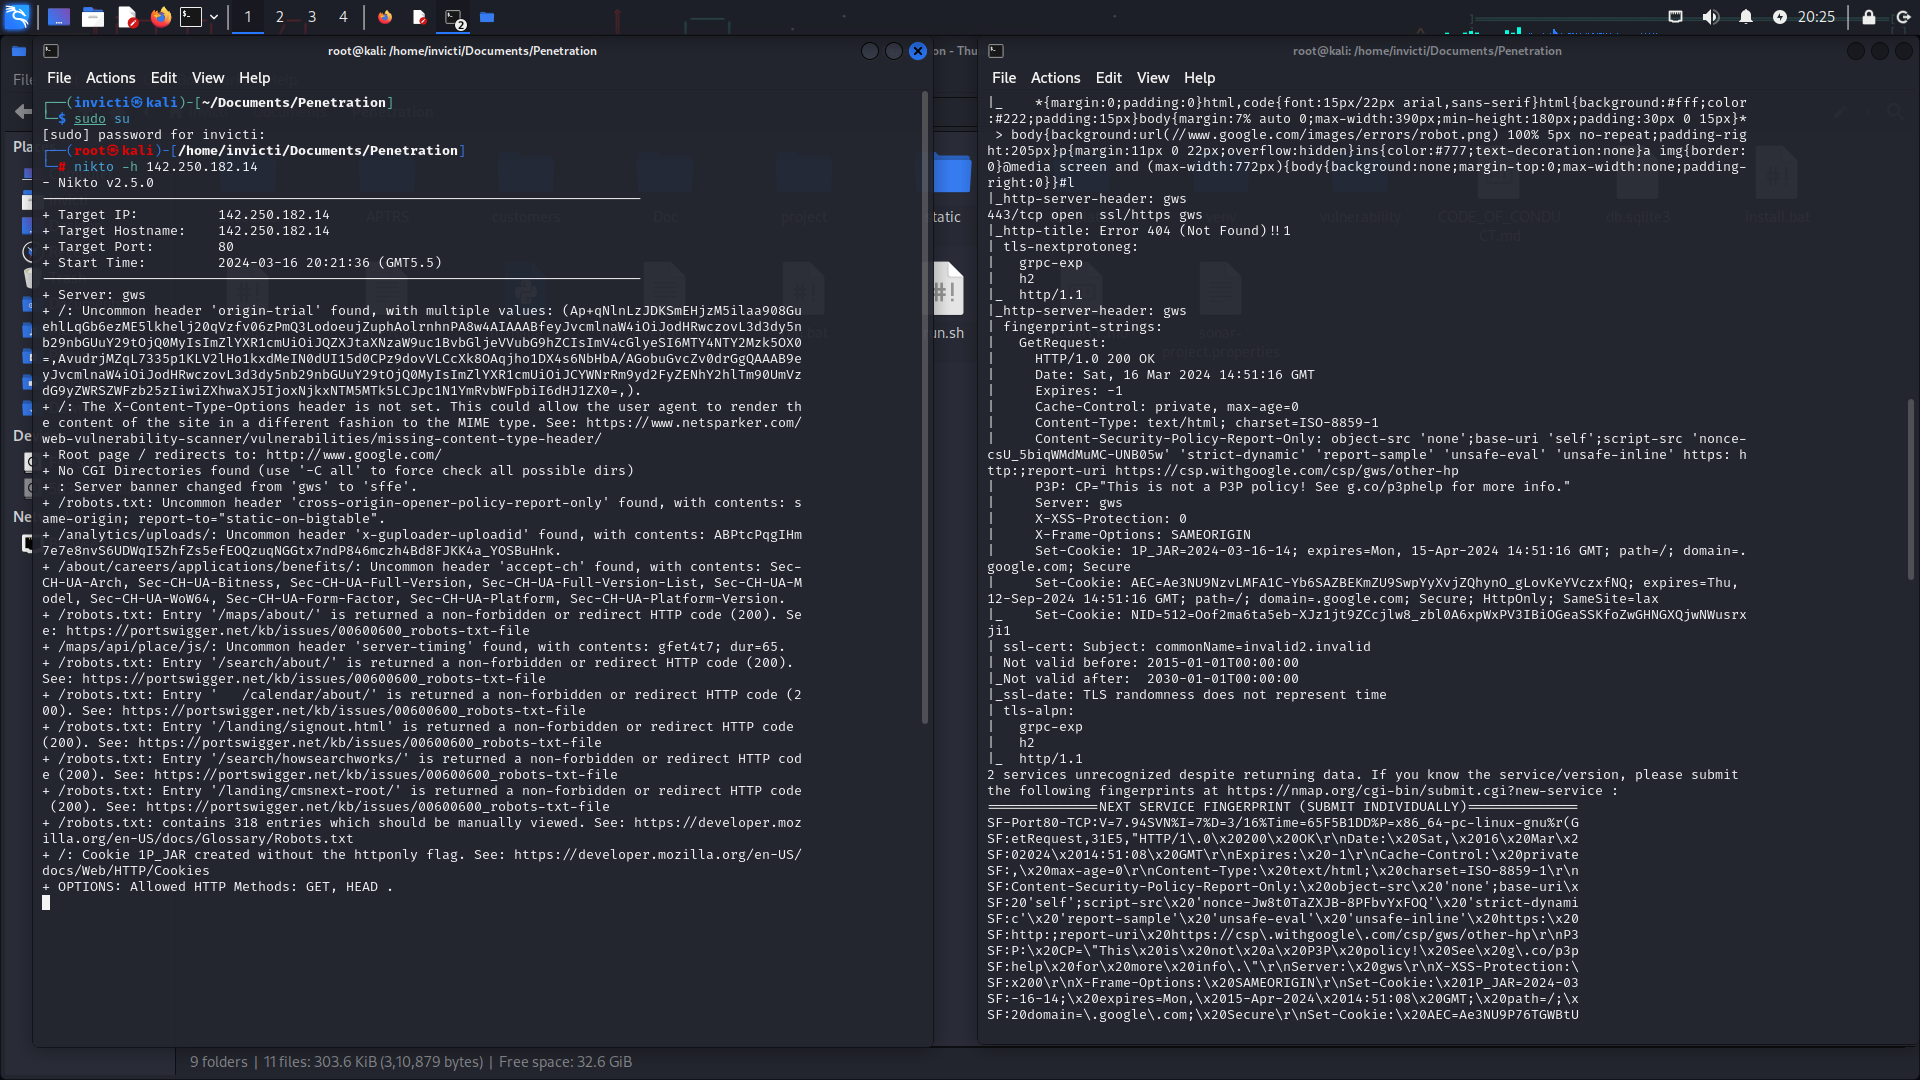 1 2 3 4
2
20:25
root@kali: /home/invicti/Documents/Penetration
File Actions Edit View Help
┌──(invicti㉿kali)-[~/Documents/Penetration]
└─$ sudo su
[sudo] password for invicti:
┌──(root㉿kali)-[/home/invicti/Documents/Penetration]
└─# nikto -h 142.250.182.14
- Nikto v2.5.0
+ Target IP:          142.250.182.14
+ Target Hostname:    142.250.182.14
+ Target Port:        80
+ Start Time:         2024-03-16 20:21:36 (GMT5.5)
+ Server: gws
+ /: Uncommon header 'origin-trial' found, with multiple values: (Ap+qNlnLzJDKSmEHjzM5ilaa908Gu
ehlLqGb6ezME5lkhelj20qVzfv06zPmQ3LodoeujZuphAolrnhnPA8w4AIAAABfeyJvcmlnaW4iOiJodHRwczovL3d3dy5n
b29nbGUuY29tOjQ0MyIsImZlYXR1cmUiOiJQZXJtaXNzaW9uc1BvbGljeVVubG9hZCIsImV4cGlyeSI6MTY4NTY2Mzk5OX0
=,AvudrjMZqL7335p1KLV2lHo1kxdMeIN0dUI15d0CPz9dovVLCcXk8OAqjho1DX4s6NbHbA/AGobuGvcZv0drGgQAAAB9e
yJvcmlnaW4iOiJodHRwczovL3d3dy5nb29nbGUuY29tOjQ0MyIsImZlYXR1cmUiOiJCYWNrRm9yd2FyZENhY2hlTm90UmVz
dG9yZWRSZWFzb25zIiwiZXhwaXJ5IjoxNjkxNTM5MTk5LCJpc1N1YmRvbWFpbiI6dHJ1ZX0=,).
+ /: The X-Content-Type-Options header is not set. This could allow the user agent to render th
e content of the site in a different fashion to the MIME type. See: https://www.netsparker.com/
web-vulnerability-scanner/vulnerabilities/missing-content-type-header/
+ Root page / redirects to: http://www.google.com/
+ No CGI Directories found (use '-C all' to force check all possible dirs)
+ : Server banner changed from 'gws' to 'sffe'.
+ /robots.txt: Uncommon header 'cross-origin-opener-policy-report-only' found, with contents: s
ame-origin; report-to="static-on-bigtable".
+ /analytics/uploads/: Uncommon header 'x-guploader-uploadid' found, with contents: ABPtcPqgIHm
7e7e8nvS6UDWqI5ZhfZs5efEOQzuqNGGtx7ndP846mczh4Bd8FJKK4a_YOSBuHnk.
+ /about/careers/applications/benefits/: Uncommon header 'accept-ch' found, with contents: Sec-
CH-UA-Arch, Sec-CH-UA-Bitness, Sec-CH-UA-Full-Version, Sec-CH-UA-Full-Version-List, Sec-CH-UA-M
odel, Sec-CH-UA-WoW64, Sec-CH-UA-Form-Factor, Sec-CH-UA-Platform, Sec-CH-UA-Platform-Version.
+ /robots.txt: Entry '/maps/about/' is returned a non-forbidden or redirect HTTP code (200). Se
e: https://portswigger.net/kb/issues/00600600_robots-txt-file
+ /maps/api/place/js/: Uncommon header 'server-timing' found, with contents: gfet4t7; dur=65.
+ /robots.txt: Entry '/search/about/' is returned a non-forbidden or redirect HTTP code (200).
See: https://portswigger.net/kb/issues/00600600_robots-txt-file
+ /robots.txt: Entry '   /calendar/about/' is returned a non-forbidden or redirect HTTP code (2
00). See: https://portswigger.net/kb/issues/00600600_robots-txt-file
+ /robots.txt: Entry '/landing/signout.html' is returned a non-forbidden or redirect HTTP code
(200). See: https://portswigger.net/kb/issues/00600600_robots-txt-file
+ /robots.txt: Entry '/search/howsearchworks/' is returned a non-forbidden or redirect HTTP cod
e (200). See: https://portswigger.net/kb/issues/00600600_robots-txt-file
+ /robots.txt: Entry '/landing/cmsnext-root/' is returned a non-forbidden or redirect HTTP code
 (200). See: https://portswigger.net/kb/issues/00600600_robots-txt-file
+ /robots.txt: contains 318 entries which should be manually viewed. See: https://developer.moz
illa.org/en-US/docs/Glossary/Robots.txt
+ /: Cookie 1P_JAR created without the httponly flag. See: https://developer.mozilla.org/en-US/
docs/Web/HTTP/Cookies
+ OPTIONS: Allowed HTTP Methods: GET, HEAD .
on - Thu
tatic
un.sh
root@kali: /home/invicti/Documents/Penetration
File Actions Edit View Help
|_    *{margin:0;padding:0}html,code{font:15px/22px arial,sans-serif}html{background:#fff;color
:#222;padding:15px}body{margin:7% auto 0;max-width:390px;min-height:180px;padding:30px 0 15px}*
 > body{background:url(//www.google.com/images/errors/robot.png) 100% 5px no-repeat;padding-rig
ht:205px}p{margin:11px 0 22px;overflow:hidden}ins{color:#777;text-decoration:none}a img{border:
0}@media screen and (max-width:772px){body{background:none;margin-top:0;max-width:none;padding-
right:0}}#l
|_http-server-header: gws
443/tcp open  ssl/https gws
|_http-title: Error 404 (Not Found)!!1
| tls-nextprotoneg:
|   grpc-exp
|   h2
|_  http/1.1
|_http-server-header: gws
| fingerprint-strings:
|   GetRequest:
|     HTTP/1.0 200 OK
|     Date: Sat, 16 Mar 2024 14:51:16 GMT
|     Expires: -1
|     Cache-Control: private, max-age=0
|     Content-Type: text/html; charset=ISO-8859-1
|     Content-Security-Policy-Report-Only: object-src 'none';base-uri 'self';script-src 'nonce-
csU_5biqWMdMuMC-UNB05w' 'strict-dynamic' 'report-sample' 'unsafe-eval' 'unsafe-inline' https: h
ttp:;report-uri https://csp.withgoogle.com/csp/gws/other-hp
|     P3P: CP="This is not a P3P policy! See g.co/p3phelp for more info."
|     Server: gws
|     X-XSS-Protection: 0
|     X-Frame-Options: SAMEORIGIN
|     Set-Cookie: 1P_JAR=2024-03-16-14; expires=Mon, 15-Apr-2024 14:51:16 GMT; path=/; domain=.
google.com; Secure
|     Set-Cookie: AEC=Ae3NU9NzvLMFA1C-Yb6SAZBEKmZU9SwpYyXvjZQhynO_gLovKeYVczxfNQ; expires=Thu,
12-Sep-2024 14:51:16 GMT; path=/; domain=.google.com; Secure; HttpOnly; SameSite=lax
|_    Set-Cookie: NID=512=Oof2ma6ta5eb-XJz1jt9ZCcjlw8_zbl0A6xpWxPV3IBiOGeaSSKfoZwGHNGXQjwNWusrx
ji1
| ssl-cert: Subject: commonName=invalid2.invalid
| Not valid before: 2015-01-01T00:00:00
|_Not valid after:  2030-01-01T00:00:00
|_ssl-date: TLS randomness does not represent time
| tls-alpn:
|   grpc-exp
|   h2
|_  http/1.1
2 services unrecognized despite returning data. If you know the service/version, please submit
the following fingerprints at https://nmap.org/cgi-bin/submit.cgi?new-service :
==============NEXT SERVICE FINGERPRINT (SUBMIT INDIVIDUALLY)==============
SF-Port80-TCP:V=7.94SVN%I=7%D=3/16%Time=65F5B1DD%P=x86_64-pc-linux-gnu%r(G
SF:etRequest,31E5,"HTTP/1\.0\x20200\x20OK\r\nDate:\x20Sat,\x2016\x20Mar\x2
SF:02024\x2014:51:08\x20GMT\r\nExpires:\x20-1\r\nCache-Control:\x20private
SF:,\x20max-age=0\r\nContent-Type:\x20text/html;\x20charset=ISO-8859-1\r\n
SF:Content-Security-Policy-Report-Only:\x20object-src\x20'none';base-uri\x
SF:20'self';script-src\x20'nonce-Jw8t0TaZXJB-8PFbvYxFOQ'\x20'strict-dynami
SF:c'\x20'report-sample'\x20'unsafe-eval'\x20'unsafe-inline'\x20https:\x20
SF:http:;report-uri\x20https://csp\.withgoogle\.com/csp/gws/other-hp\r\nP3
SF:P:\x20CP=\"This\x20is\x20not\x20a\x20P3P\x20policy!\x20See\x20g\.co/p3p
SF:help\x20for\x20more\x20info\.\"\r\nServer:\x20gws\r\nX-XSS-Protection:\
SF:x200\r\nX-Frame-Options:\x20SAMEORIGIN\r\nSet-Cookie:\x201P_JAR=2024-03
SF:-16-14;\x20expires=Mon,\x2015-Apr-2024\x2014:51:08\x20GMT;\x20path=/;\x
SF:20domain=\.google\.com;\x20Secure\r\nSet-Cookie:\x20AEC=Ae3NU9P76TGWBtU
9 folders | 11 files: 303.6 KiB (3,10,879 bytes) | Free space: 32.6 GiB